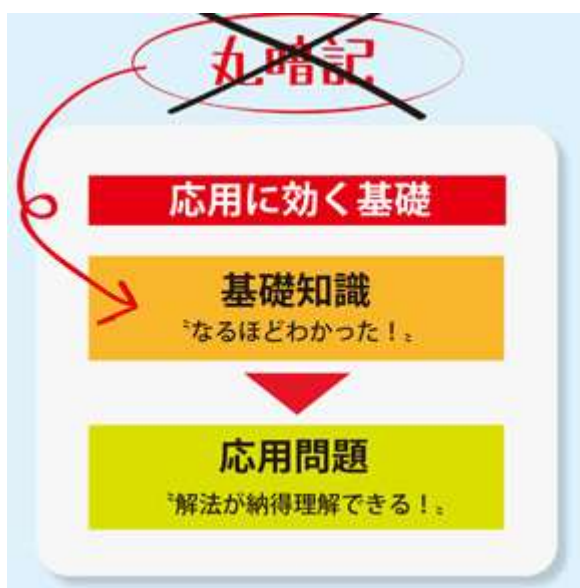 丸暗記
応用に効く基礎
基礎知識
〝なるほどわかった！〟
応用問題
〝解法が納得理解できる！〟